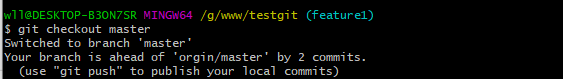 wll@DESKTOP-B3ON7SR MINGW64 /g/www/testgit (feature1)
$ git checkout master
Switched to branch 'master'
Your branch is ahead of 'orgin/master' by 2 commits.
  (use "git push" to publish your local commits)